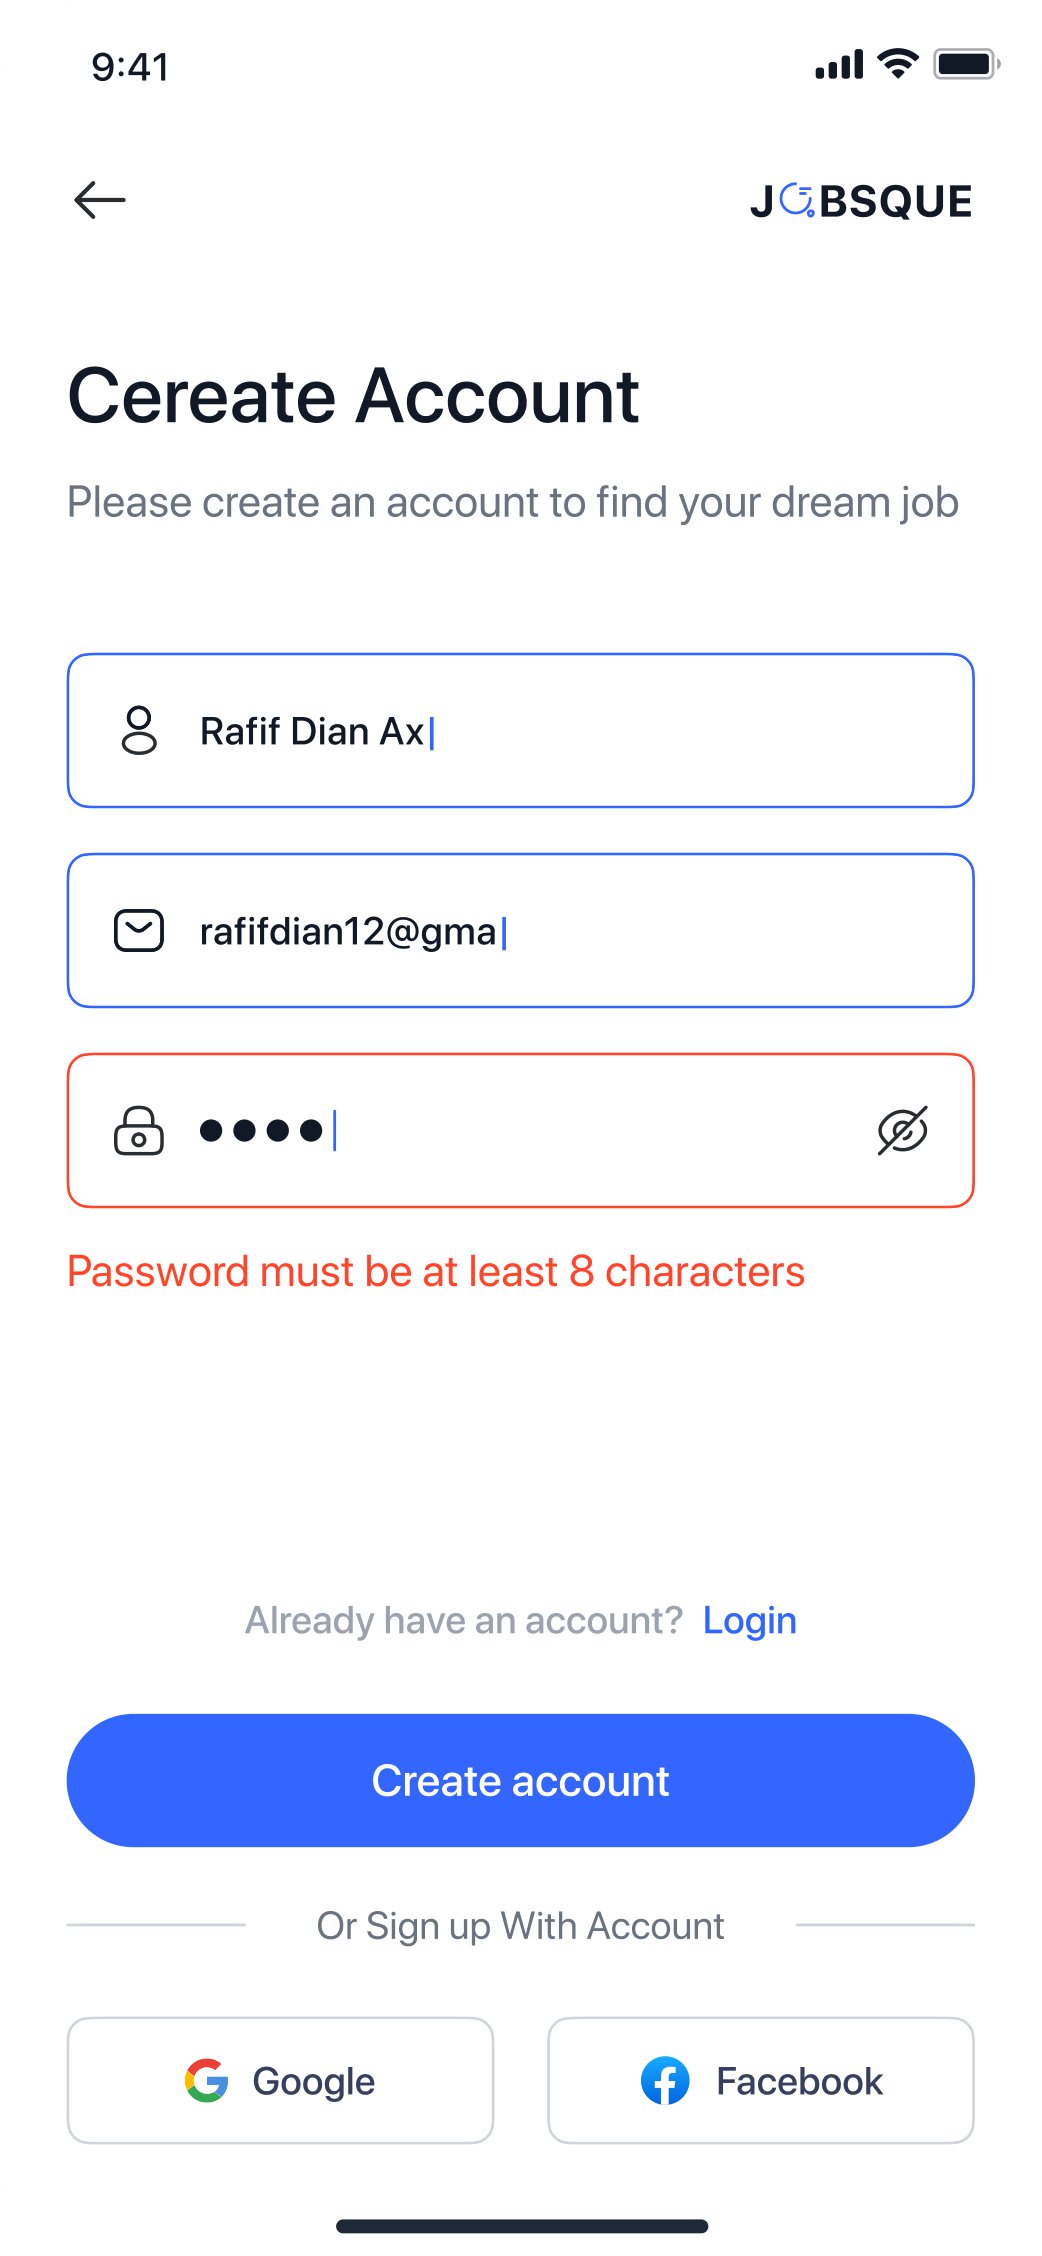 9:41
JOBSQUE
Cereate Account
Please create an account to find your dream job
Rafif Dian Ax
rafifdian12@gma
Password must be at least 8 characters
Already have an account? Login
Create account
Or Sign up With Account
Google
Facebook